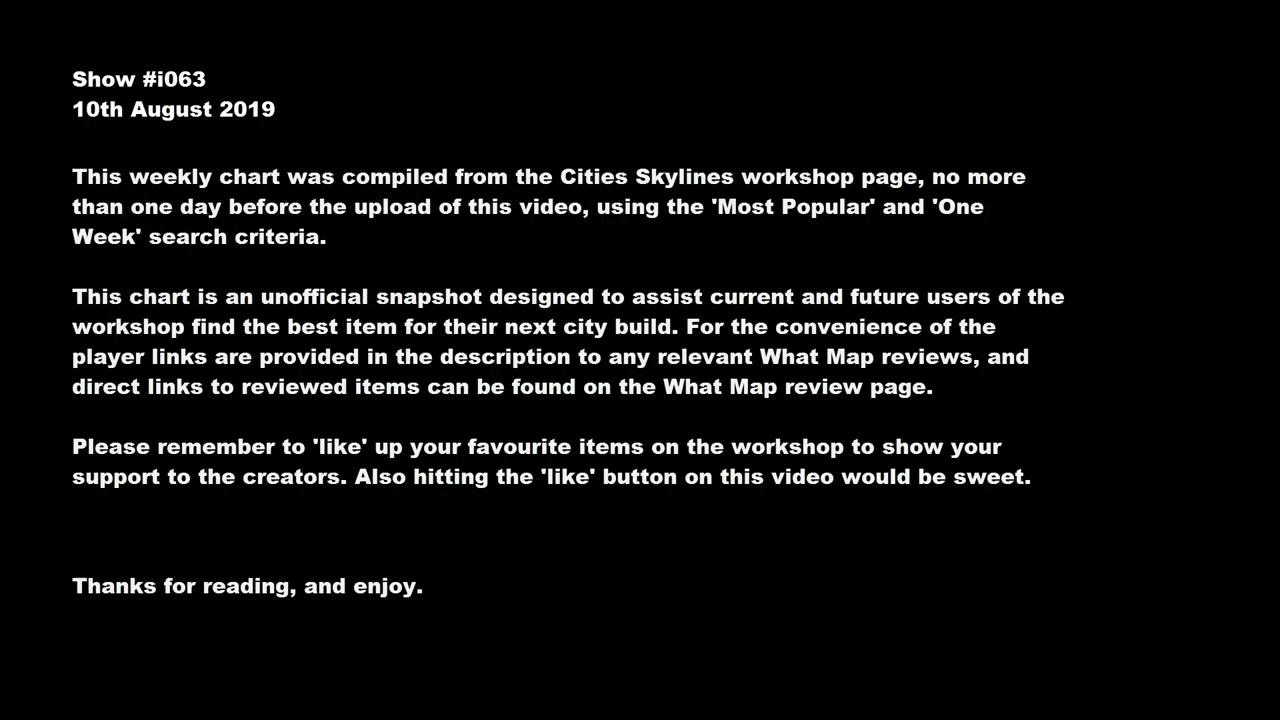 Show #i063
10th August 2019
This weekly chart was compiled from the Cities Skylines workshop page, no more
than one day before the upload of this video, using the 'Most Popular' and 'One
Week' search criteria.
This chart is an unofficial snapshot designed to assist current and future users of the
workshop find the best item for their next city build. For the convenience of the
player links are provided in the description to any relevant What Map reviews, and
direct links to reviewed items can be found on the What Map review page.
Please remember to 'like' up your favourite items on the workshop to show your
support to the creators. Also hitting the 'like' button on this video would be sweet.
Thanks for reading, and enjoy.